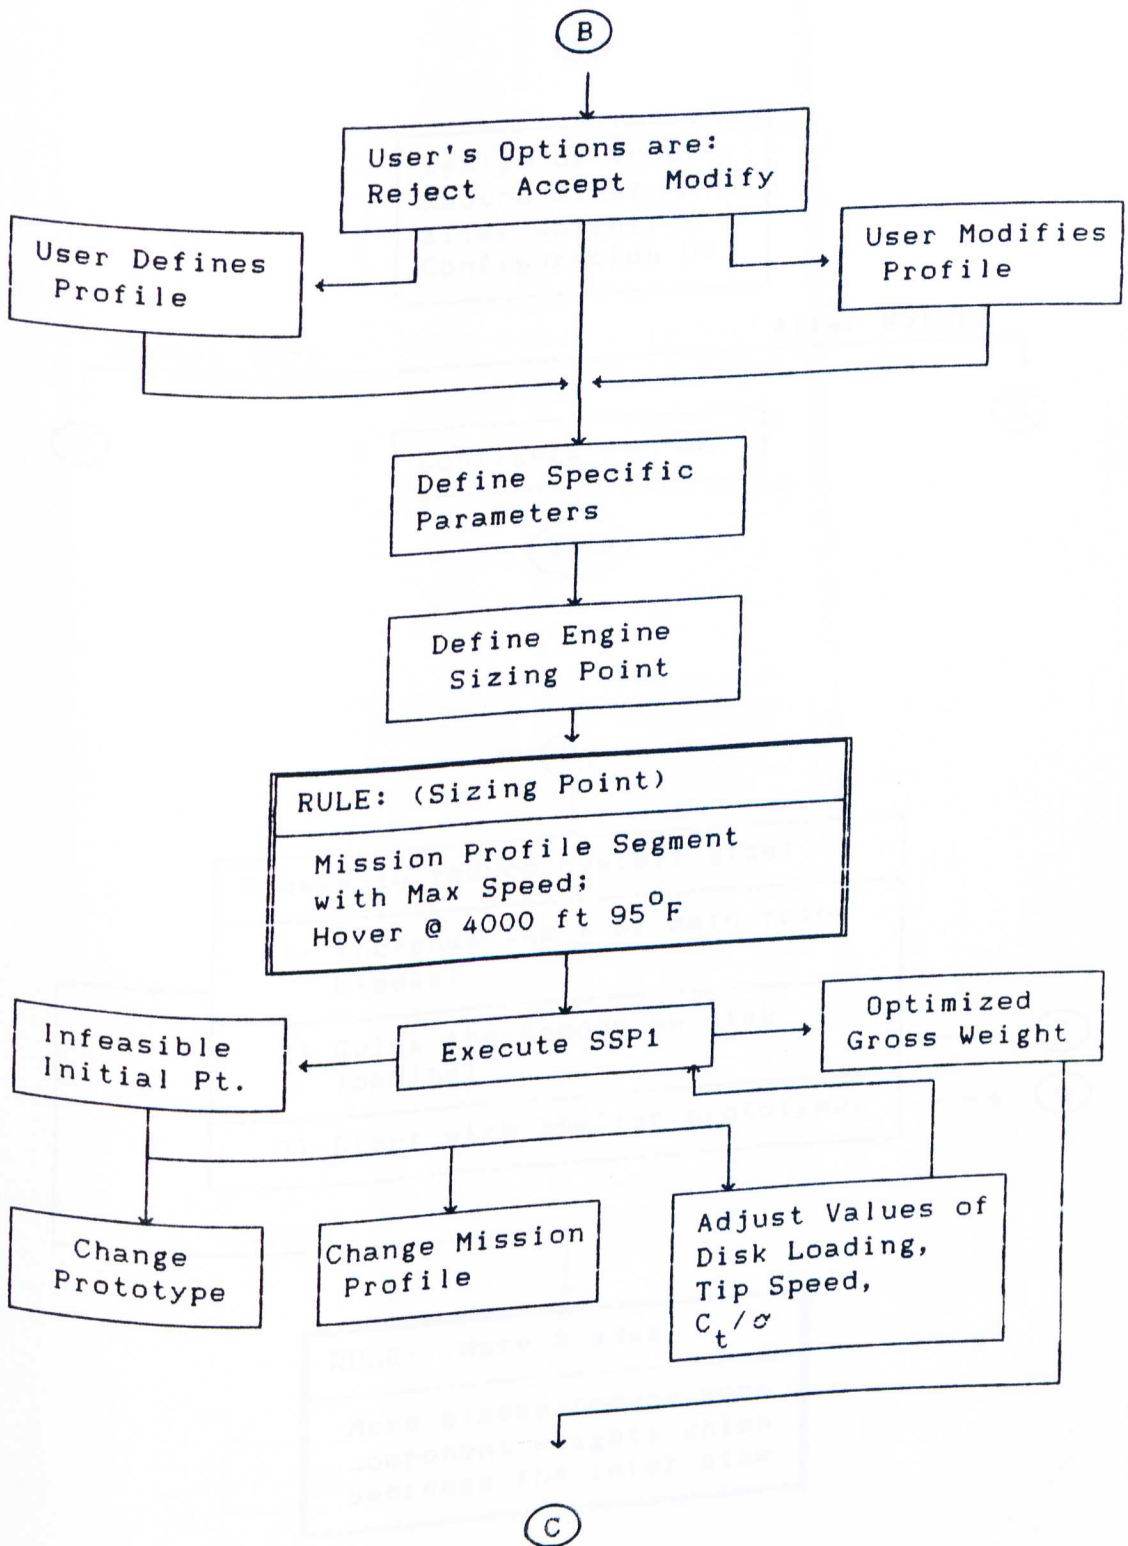 B
User's Options are:
Reject Accept Modify
User Defines
Profile
User Modifies
Profile
Define Specific
Parameters
Define Engine
Sizing Point
RULE: (Sizing Point)
Mission Profile Segment
with Max Speed;
Hover @ 4000 ft 95°F
Infeasible
Initial Pt.
Execute SSP1
Optimized
Gross Weight
Change
Prototype
Change Mission
Profile
Adjust Values of
Disk Loading,
Tip Speed,
Ct/σ
C